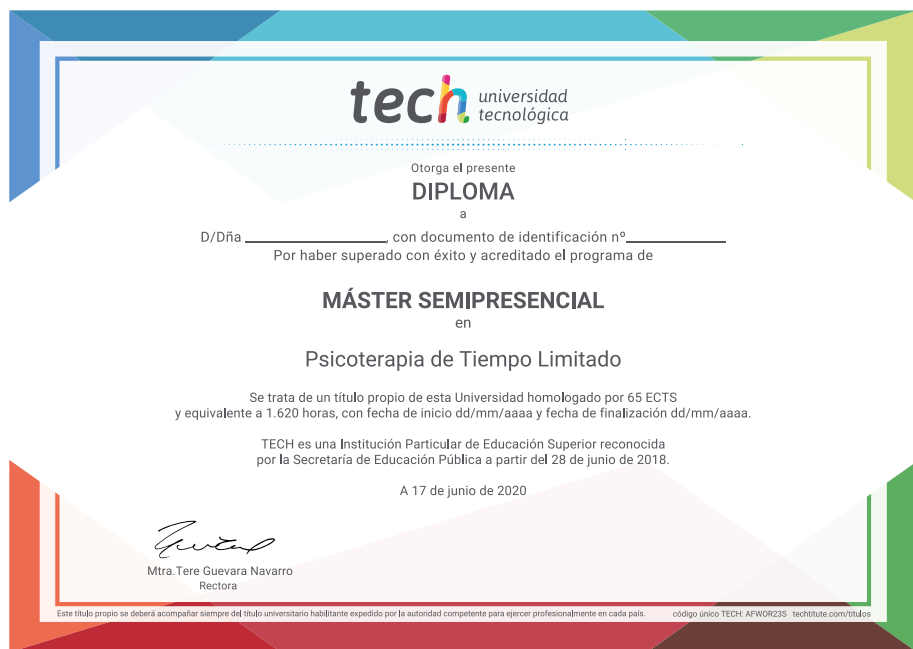 tech universidad
tecnológica
Otorga el presente
DIPLOMA
a
D/Dña ________________, con documento de identificación nº____________
Por haber superado con éxito y acreditado el programa de
MÁSTER SEMIPRESENCIAL
en
Psicoterapia de Tiempo Limitado
Se trata de un título propio de esta Universidad homologado por 65 ECTS
y equivalente a 1.620 horas, con fecha de inicio dd/mm/aaaa y fecha de finalización dd/mm/aaaa.
TECH es una Institución Particular de Educación Superior reconocida
por la Secretaría de Educación Pública a partir del 28 de junio de 2018.
A 17 de junio de 2020
Mtra.Tere Guevara Navarro
Rectora
Este título propio se deberá acompañar siempre del título universitario habilitante expedido por la autoridad competente para ejercer profesionalmente en cada país. código único TECH: AFWOR23S techtitute.com/titulos